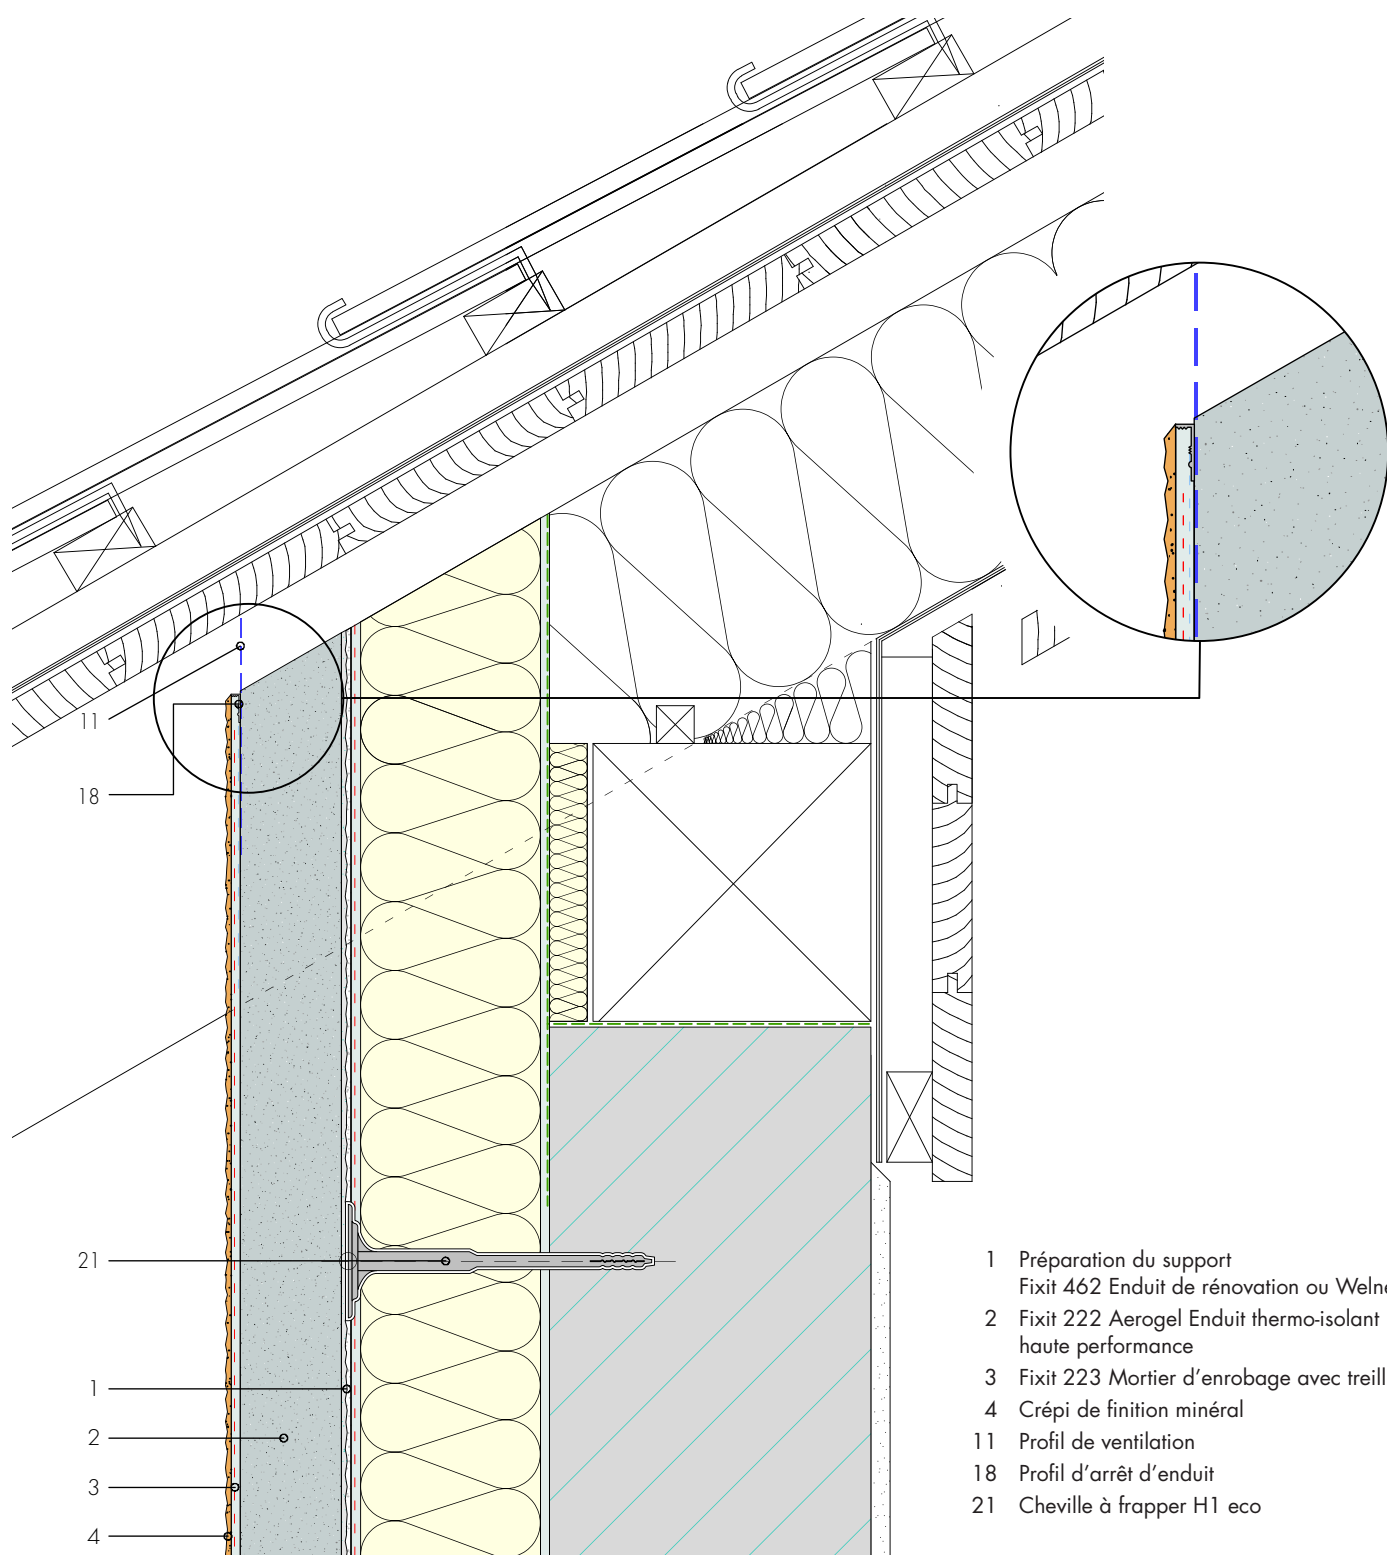 11
18
21
1
2
3
4
1 Préparation du support
Fixit 462 Enduit de rénovation ou
2 Fixit 222 Aerogel Enduit thermo-isolant
haute performance
3 Fixit 223 Mortier d’enrobage avec
4 Crépi de finition minéral
11 Profil de ventilation
18 Profil d’arrêt d’enduit
21 Cheville à frapper H1 eco